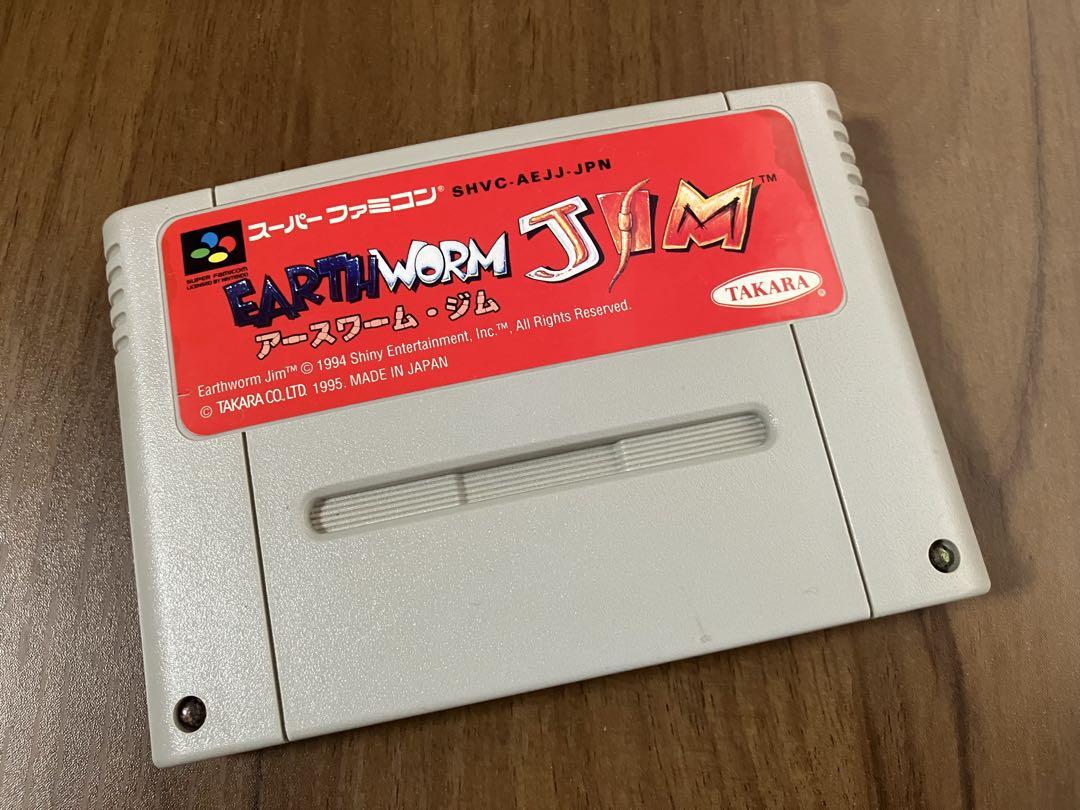 スーパーファミコン® SHVC-AEJJ-JPN
SUPER FAMICOM
LICENSED BY NINTENDO
EARTHWORM JIM™
アースワーム・ジム
TAKARA®
Earthworm Jim™ © 1994 Shiny Entertainment, Inc.™, All Rights Reserved.
© TAKARA CO.,LTD. 1995. MADE IN JAPAN